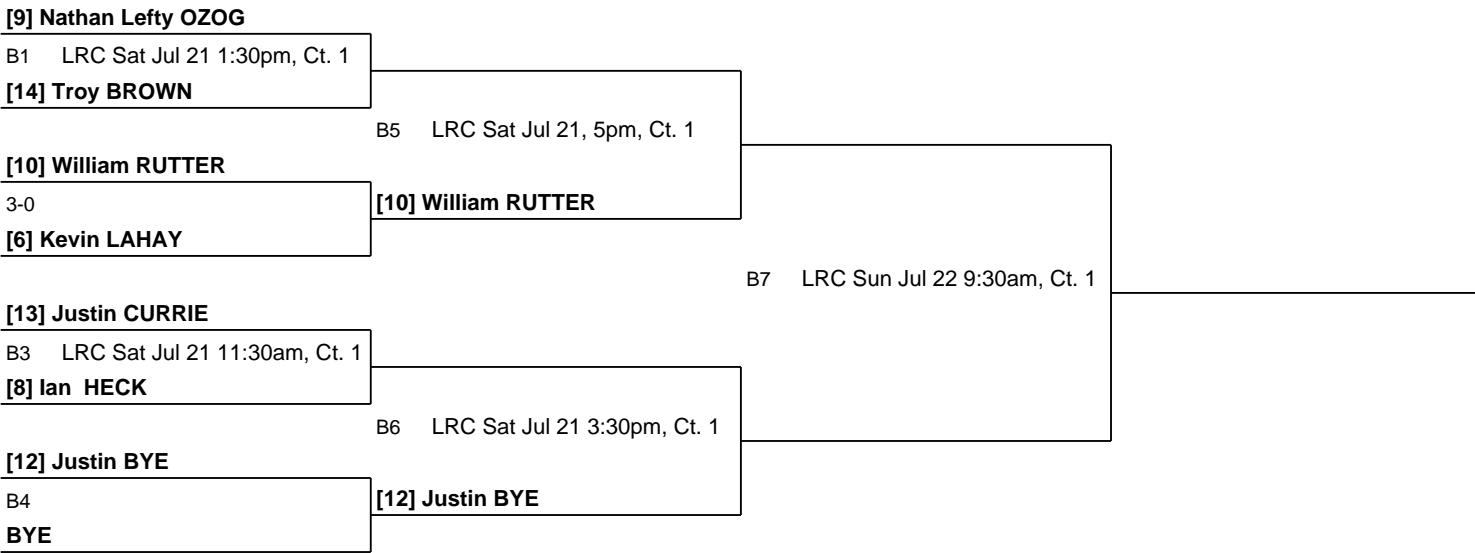 [9] Nathan Lefty OZOG
B1 LRC Sat Jul 21 1:30pm, Ct. 1
[14] Troy BROWN
B5 LRC Sat Jul 21, 5pm, Ct. 1
[10] William RUTTER
3-0
[10] William RUTTER
[6] Kevin LAHAY
B7 LRC Sun Jul 22 9:30am, Ct. 1
[13] Justin CURRIE
B3 LRC Sat Jul 21 11:30am, Ct. 1
[8] Ian HECK
B6 LRC Sat Jul 21 3:30pm, Ct. 1
[12] Justin BYE
B4
[12] Justin BYE
BYE